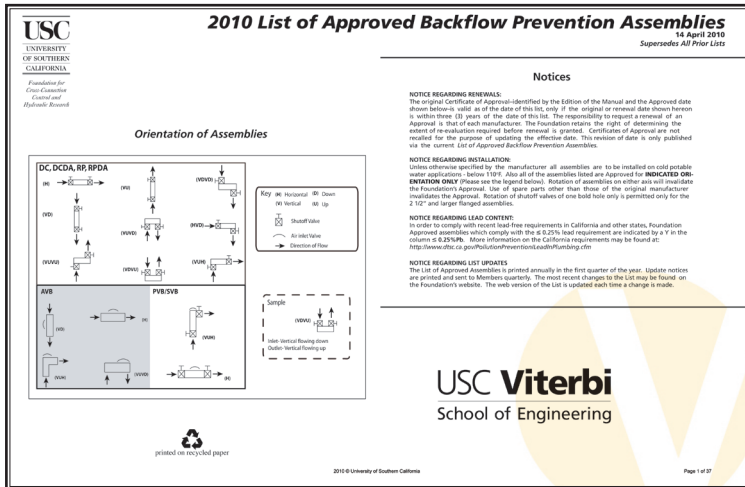 USC
UNIVERSITY
OF SOUTHERN
CALIFORNIA
Foundation for
Cross-Connection
Control and
Hydraulic Research
2010 List of Approved Backflow Prevention Assemblies
14 April 2010
Supersedes All Prior Lists
Orientation of Assemblies
DC, DCDA, RP, RPDA
(H)
(VU)
(VDVD)
(VD)
(VUVD)
(HVD)
(VUVU)
(VDVU)
(VUH)
Key (H) Horizontal (D) Down
(V) Vertical (U) Up
Shutoff Valve
Air inlet Valve
Direction of Flow
AVB
(VD)
(H)
(VUH)
(VUVD)
PVB/SVB
(VUH)
(H)
Sample
(VDVU)
Inlet-Vertical flowing down
Outlet-Vertical flowing up
printed on recycled paper
Notices
NOTICE REGARDING RENEWALS:
The original Certificate of Approval–identified by the Edition of the Manual and the Approved date
shown below–is valid as of the date of this list, only if the original or renewal date shown hereon
is within three (3) years of the date of this list. The responsibility to request a renewal of an
Approval is that of each manufacturer. The Foundation retains the right of determining the
extent of re-evaluation required before renewal is granted. Certificates of Approval are not
recalled for the purpose of updating the effective date. This revision of date is only published
via the current List of Approved Backflow Prevention Assemblies.
NOTICE REGARDING INSTALLATION:
Unless otherwise specified by the manufacturer all assemblies are to be installed on cold potable
water applications - below 110°F. Also all of the assemblies listed are Approved for INDICATED ORI-
ENTATION ONLY (Please see the legend below). Rotation of assemblies on either axis will invalidate
the Foundation's Approval. Use of spare parts other than those of the original manufacturer
invalidates the Approval. Rotation of shutoff valves of one bold hole only is permitted only for the
2 1/2" and larger flanged assemblies.
NOTICE REGARDING LEAD CONTENT:
In order to comply with recent lead-free requirements in California and other states, Foundation
Approved assemblies which comply with the ≤ 0.25% lead requirement are indicated by a Y in the
column ≤ 0.25%Pb. More information on the California requirements may be found at;
http://www.dtsc.ca.gov/PollutionPrevention/LeadInPlumbing.cfm
NOTICE REGARDING LIST UPDATES
The List of Approved Assemblies is printed annually in the first quarter of the year. Update notices
are printed and sent to Members quarterly. The most recent changes to the List may be found on
the Foundation's website. The web version of the List is updated each time a change is made.
USC Viterbi
School of Engineering
2010 © University of Southern California
Page 1 of 37